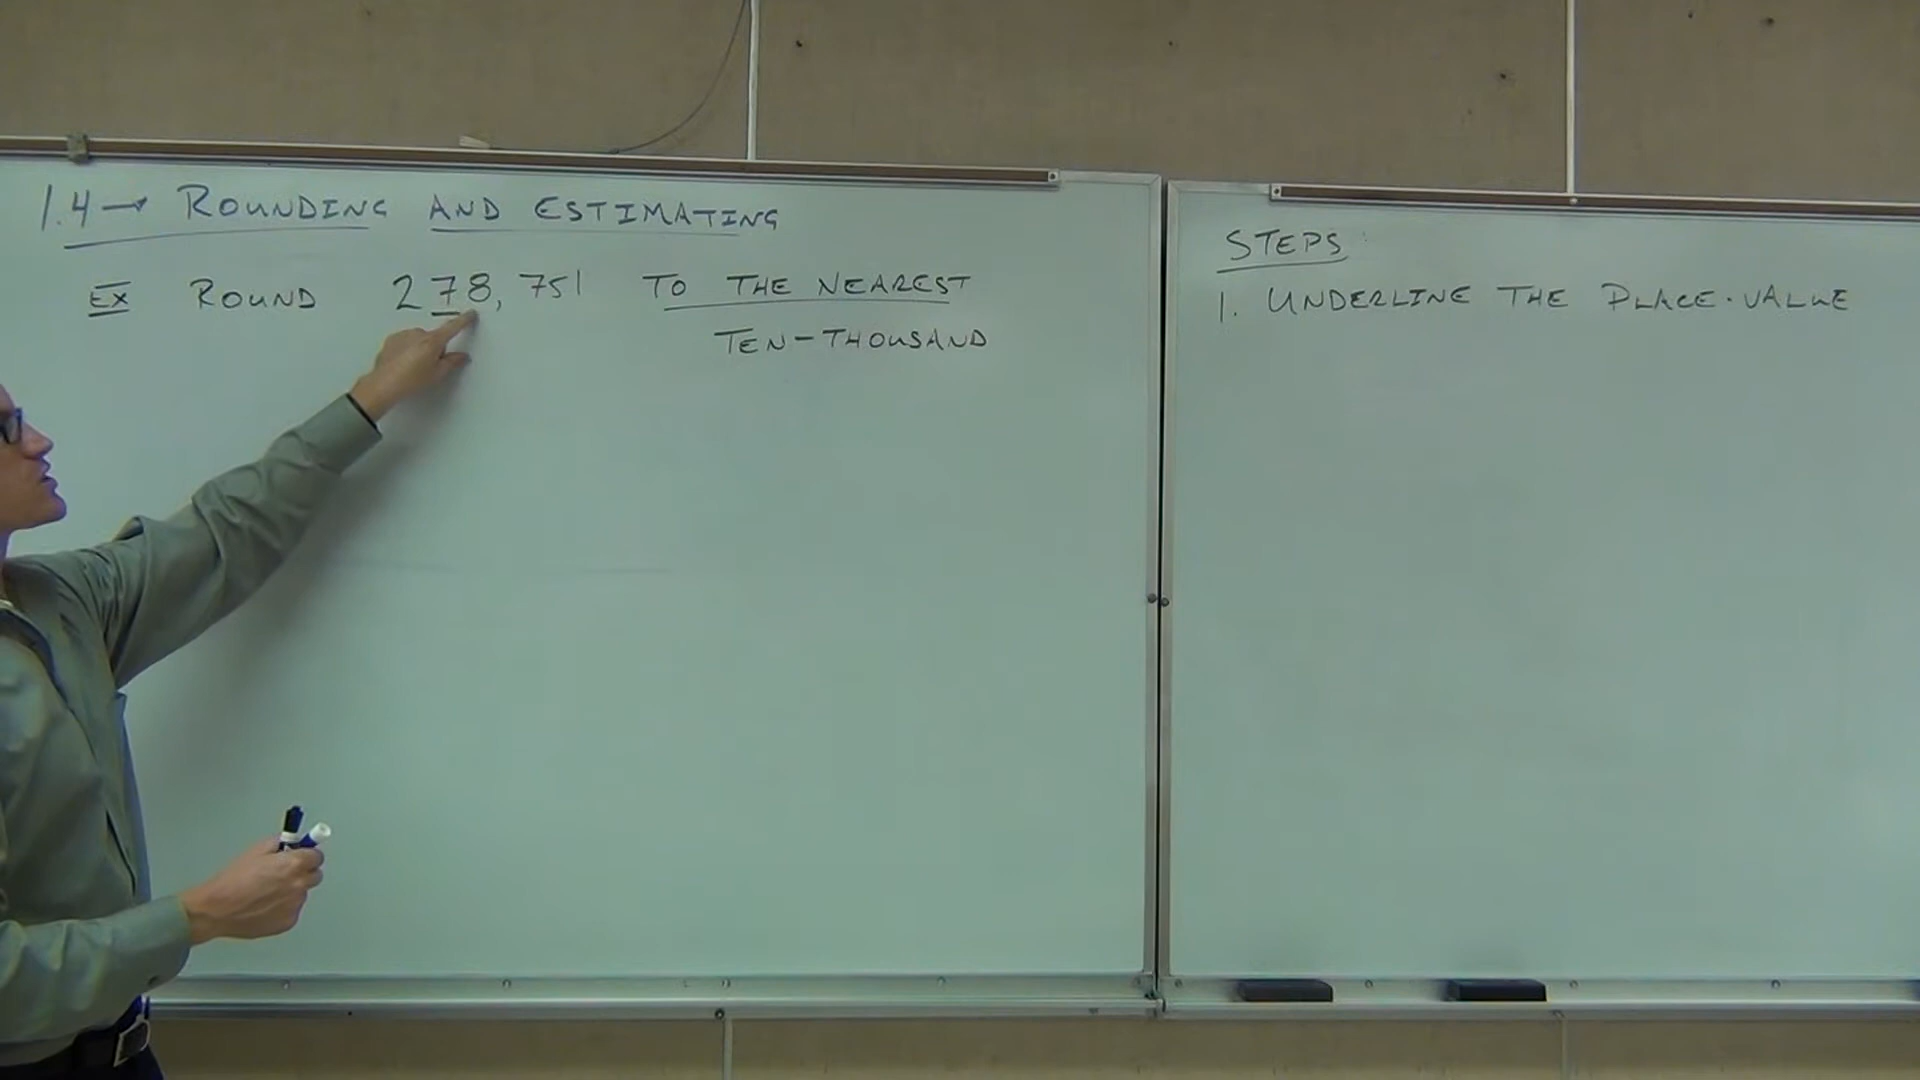 1.4 → ROUNDING AND ESTIMATING
EX ROUND 278,751 TO THE NEAREST
TEN-THOUSAND
STEPS:
1. UNDERLINE THE PLACE-VALUE